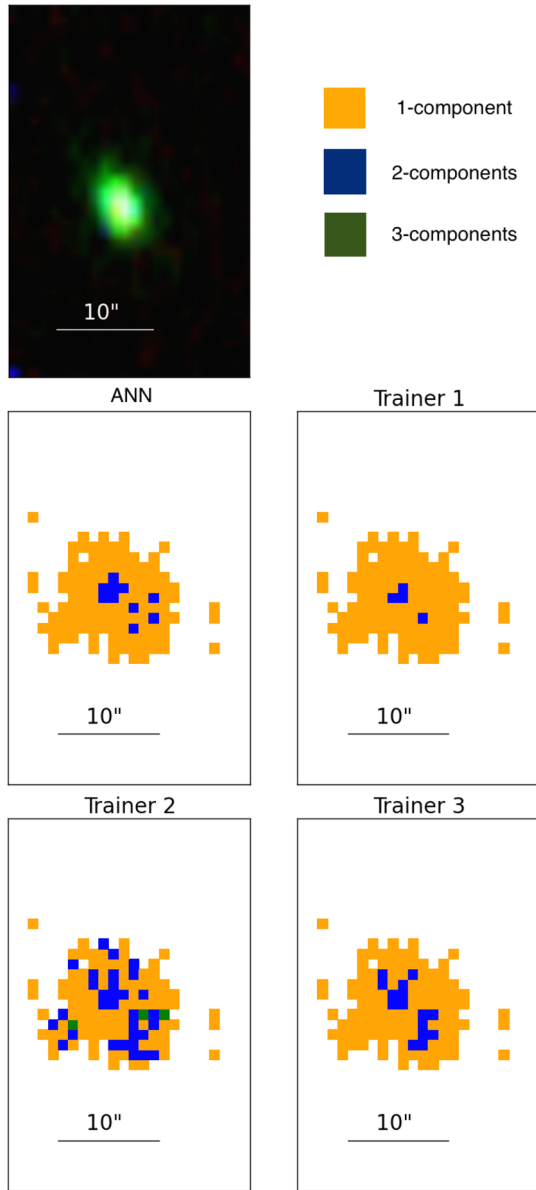 1-component
2-components
3-components
10"
ANN
Trainer 1
10"
10"
Trainer 2
Trainer 3
10"
10"